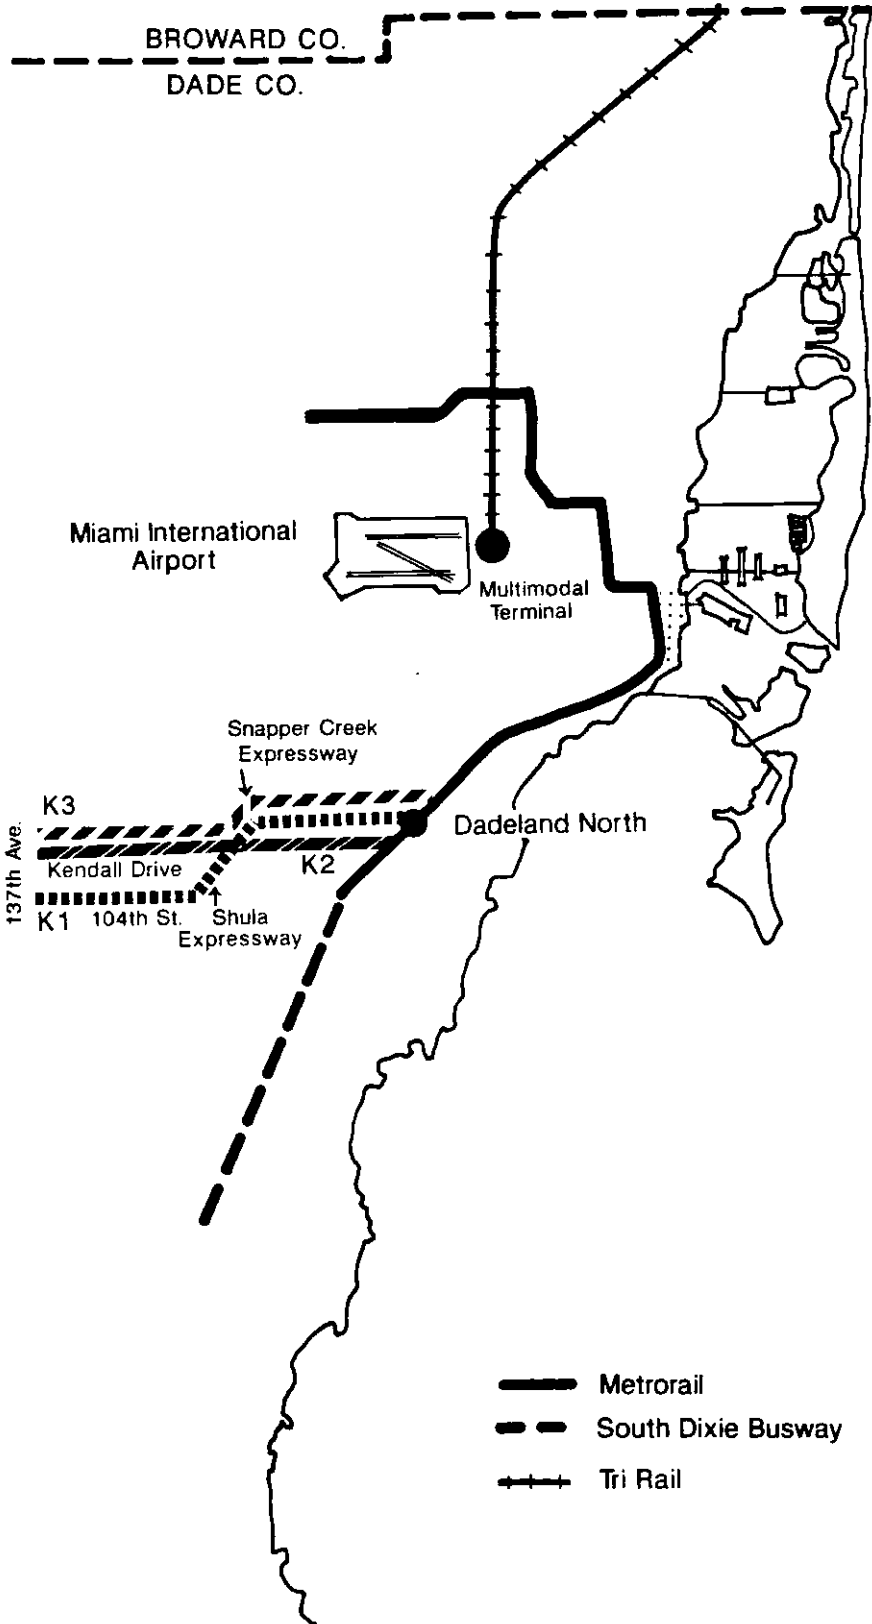 BROWARD CO.
DADE CO.
Miami International
Airport
Multimodal
Terminal
Snapper Creek
Expressway
K3
137th Ave.
Dadeland North
Kendall Drive
K2
K1
104th St.
Shula
Expressway
Metrorail
South Dixie Busway
Tri Rail